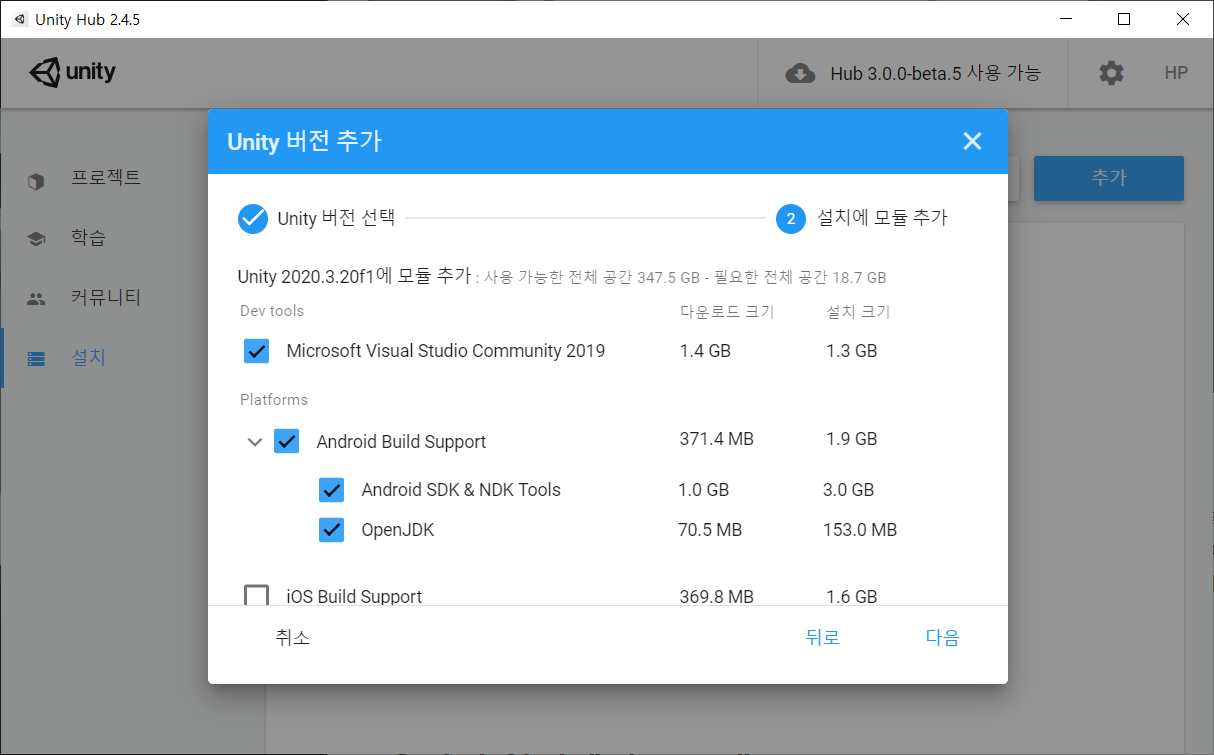 Unity Hub 2.4.5
unity
Hub 3.0.0-beta.5 사용 가능
HP
프로젝트
학습
커뮤니티
설치
추가
Unity 버전 추가
Unity 버전 선택
2 설치에 모듈 추가
Unity 2020.3.20f1에 모듈 추가 : 사용 가능한 전체 공간 347.5 GB - 필요한 전체 공간 18.7 GB
Dev tools 다운로드 크기 설치 크기
Microsoft Visual Studio Community 2019 1.4 GB 1.3 GB
Platforms
Android Build Support 371.4 MB 1.9 GB
Android SDK & NDK Tools 1.0 GB 3.0 GB
OpenJDK 70.5 MB 153.0 MB
iOS Build Support 369.8 MB 1.6 GB
취소 뒤로 다음